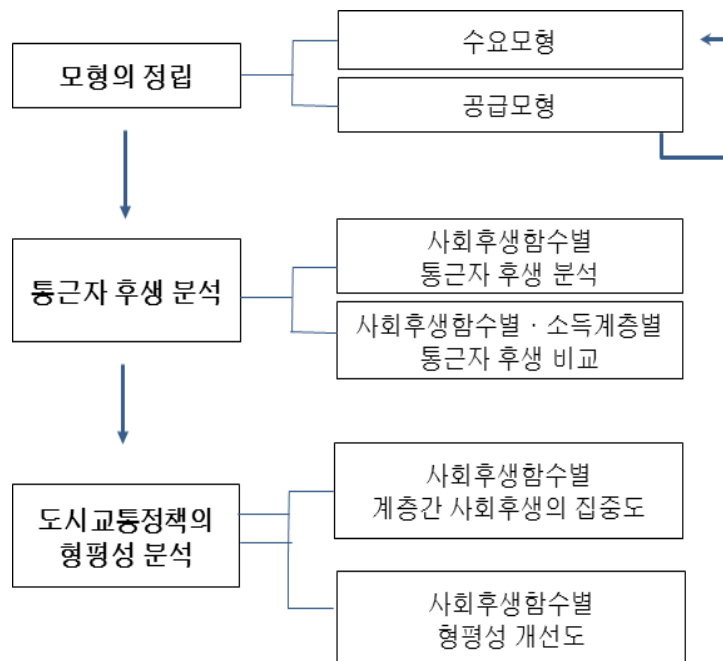 모형의 정립
수요모형
공급모형
통근자 후생 분석
사회후생함수별
통근자 후생 분석
사회후생함수별 · 소득계층별
통근자 후생 비교
도시교통정책의
형평성 분석
사회후생함수별
계층간 사회후생의 집중도
사회후생함수별
형평성 개선도